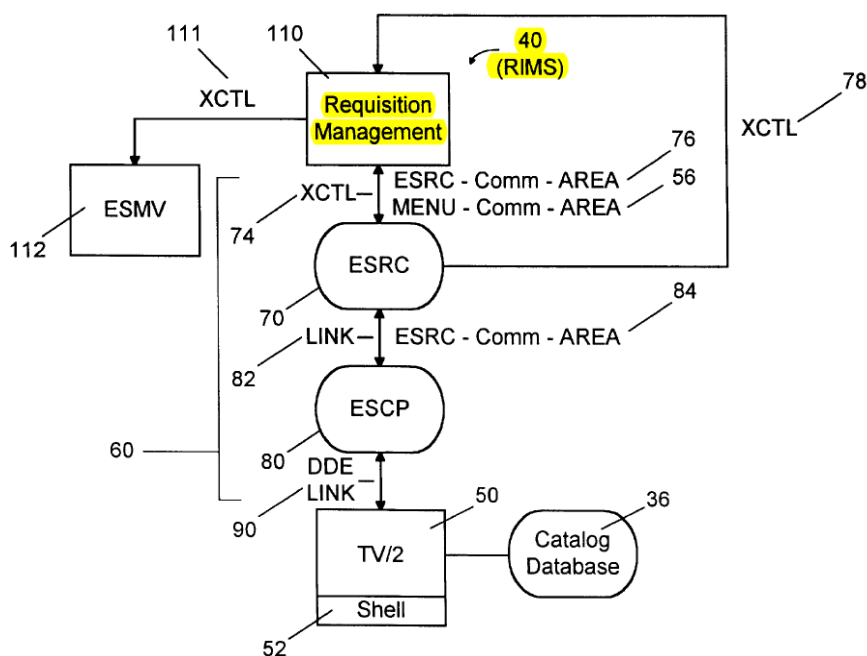 111
110
40
(RIMS)
78
XCTL
Requisition
Management
XCTL
76
ESRC - Comm - AREA
56
MENU - Comm - AREA
ESMV
XCTL
74
112
ESRC
70
84
LINK
ESRC - Comm - AREA
82
ESCP
60
80
DDE
LINK
90
50
36
TV/2
Catalog
Database
Shell
52